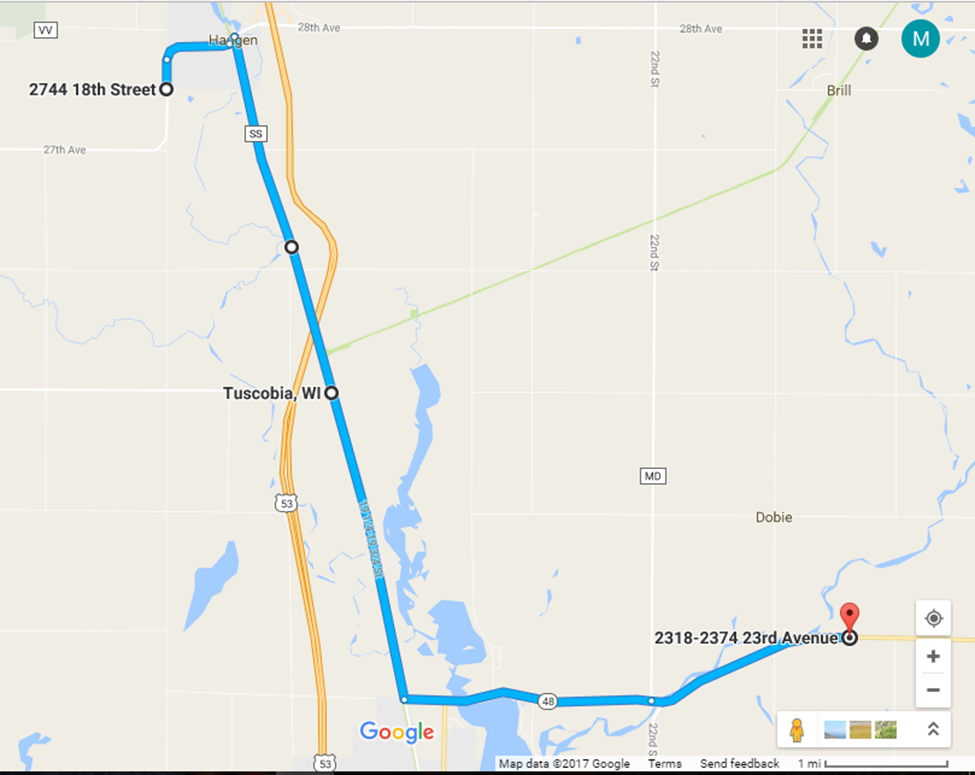 VV
28th Ave
28th Ave
M
Haugen
22nd St
2744 18th Street
Brill
SS
27th Ave
22nd St
Tuscobia, WI
MD
53
Dobie
2318-2374 23rd Avenue
48
Google
22nd S
53
Map data ©2017 Google Terms Send feedback 1 mi